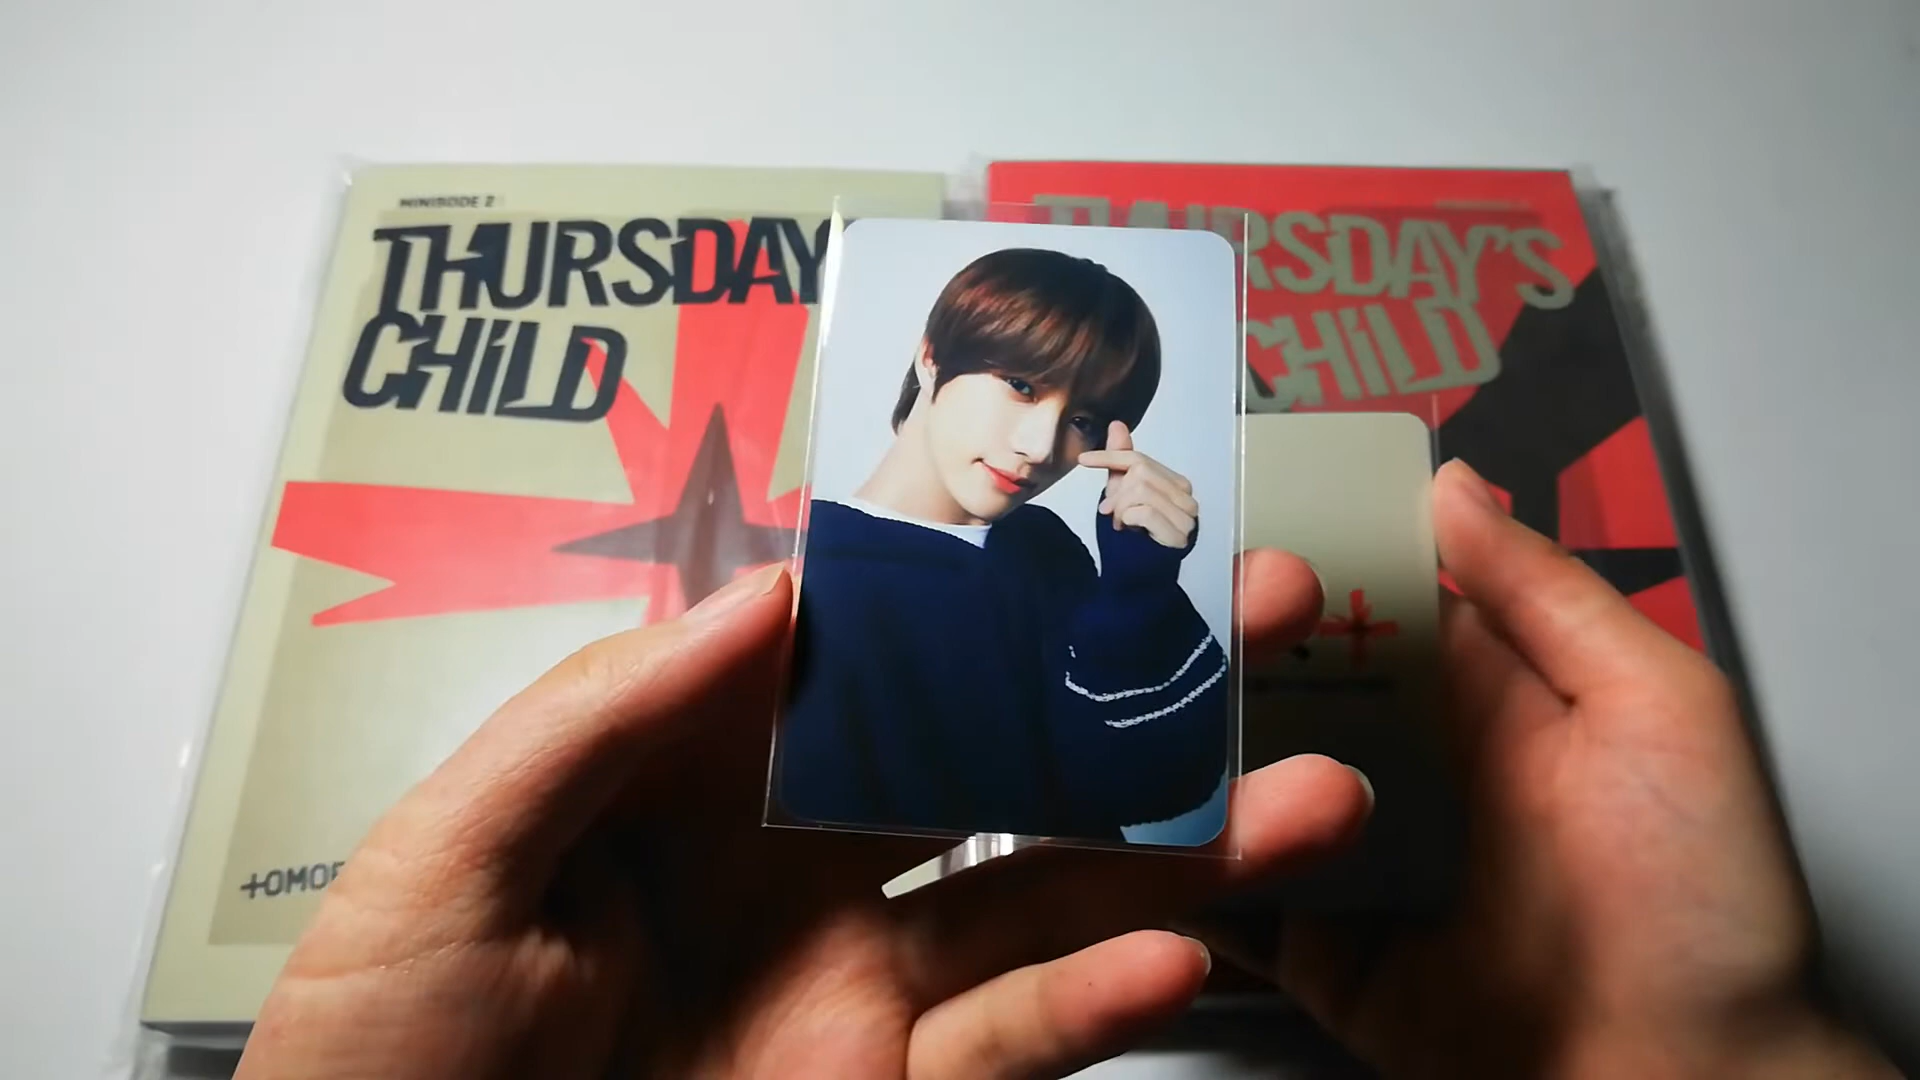 MINISODE 2:
THURSDAY
CHILD
+OMOR
THURSDAY'S
CHILD